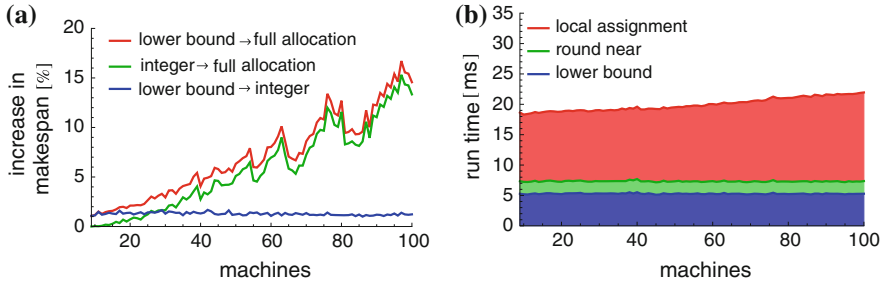 (a)
increase in
makespan [%]
20
15
10
5
0
lower bound→full allocation
integer→full allocation
lower bound→integer
20 40 60 80 100
machines
(b)
run time [ms]
35
30
25
20
15
10
5
0
local assignment
round near
lower bound
20 40 60 80 100
machines